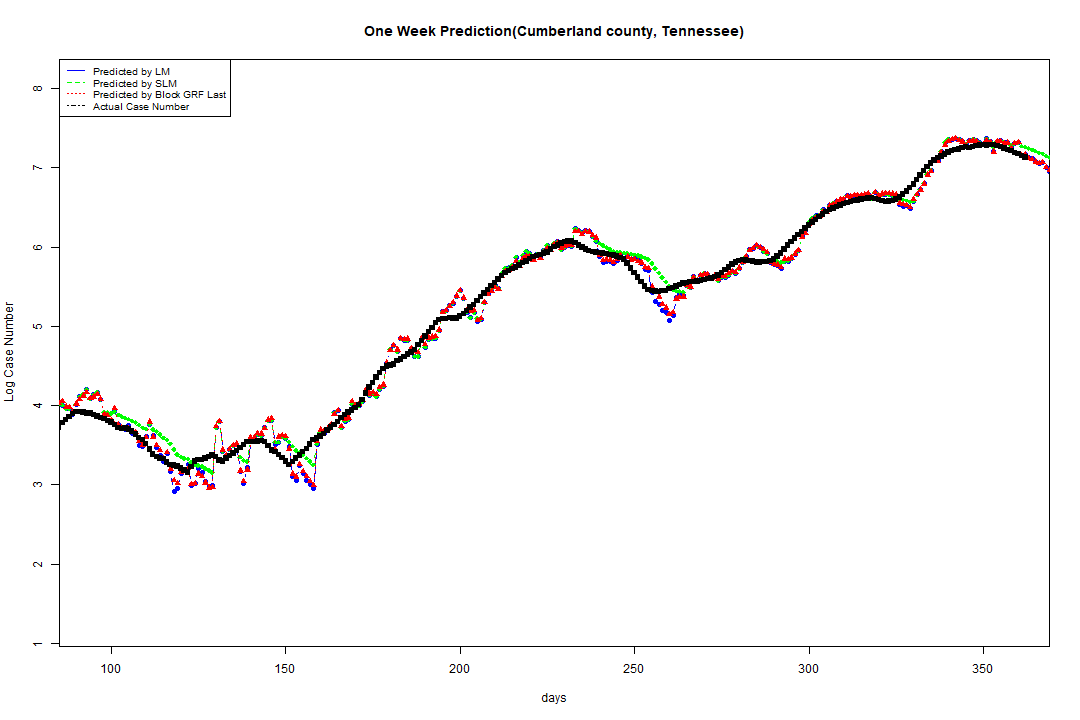 One Week Prediction(Cumberland county, Tennessee)
Predicted by LM
Predicted by SLM
Predicted by Block GRF Last
Actual Case Number
Log Case Number
8
7
6
5
4
3
2
1
100 150 200 250 300 350
days